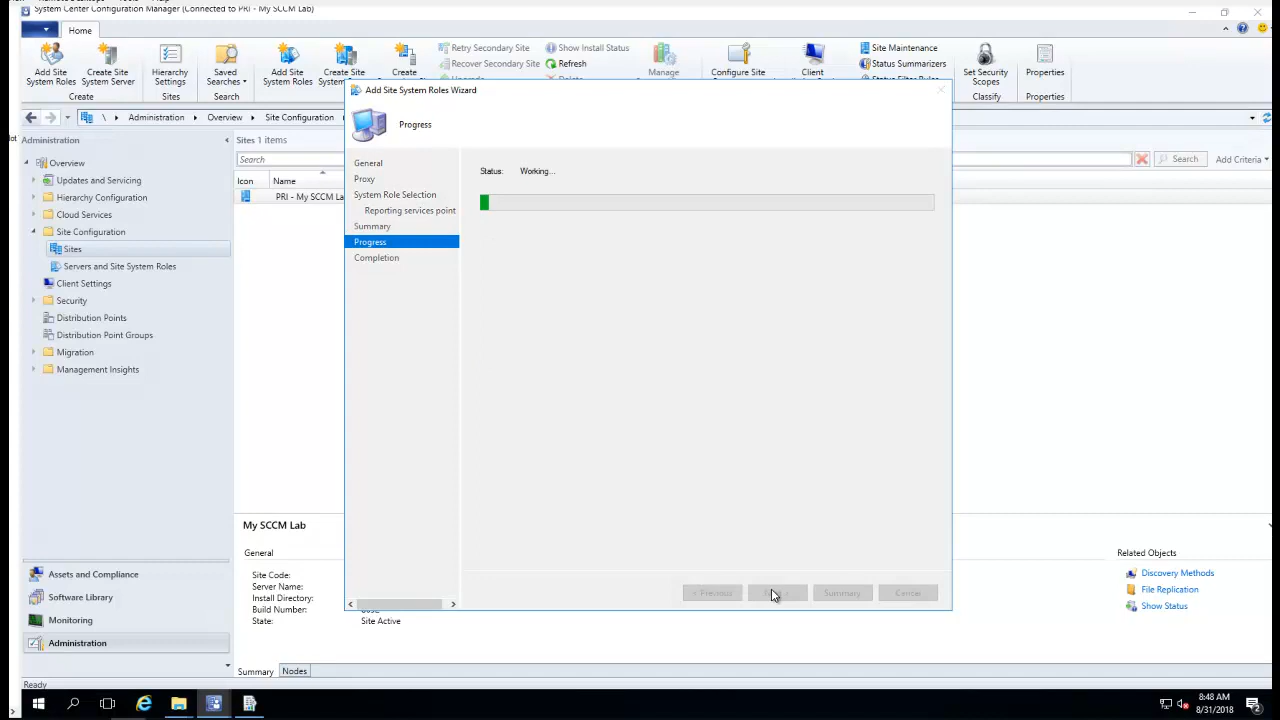 System Center Configuration Manager (Connected to PRI - My SCCM Lab)
Home
Add Site System Roles
Create Site System Server
Create
Hierarchy Settings
Sites
Saved Searches
Search
Add Site System Roles
Create Site
Create
Retry Secondary Site
Recover Secondary Site
Show Install Status
Refresh
Delete
Manage
Configure Site
Client
Site Maintenance
Status Summarizers
Status Filter Rules
Set Security Scopes
Classify
Properties
Properties
\ Administration Overview Site Configuration
Administration
Overview
Updates and Servicing
Hierarchy Configuration
Cloud Services
Site Configuration
Sites
Servers and Site System Roles
Client Settings
Security
Distribution Points
Distribution Point Groups
Migration
Management Insights
Assets and Compliance
Software Library
Monitoring
Administration
Sites 1 items
Search
Search
Add Criteria
Icon Name
PRI - My SCCM La
Add Site System Roles Wizard
Progress
General
Proxy
System Role Selection
Reporting services point
Summary
Progress
Completion
Status: Working...
< Previous
Summary
Cancel
My SCCM Lab
General
Site Code:
Server Name:
Install Directory:
Build Number:
State: Site Active
Related Objects
Discovery Methods
File Replication
Show Status
Summary Nodes
Ready
8:48 AM
8/31/2018
2